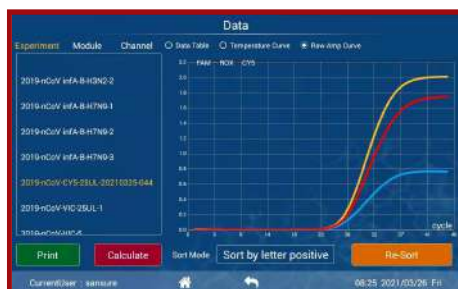 Data
Experiment Module Channel Data Table Temperature Curve Raw Amp Curve
FAM ROX CY5
2019-nCoV infA-B-H3N2-2
2019-nCoV infA-B-H7N9-1
2019-nCoV infA-B-H7N9-2
2019-nCoV infA-B-H7N9-3
2019-nCoV-CY5-25UL-20210325-044
2019-nCoV-VIC-25UL-1
cycle
Print Calculate Sort Mode Sort by letter positive Re-Sort
CurrentUser : sansure 08:25 2021/03/26 Fri